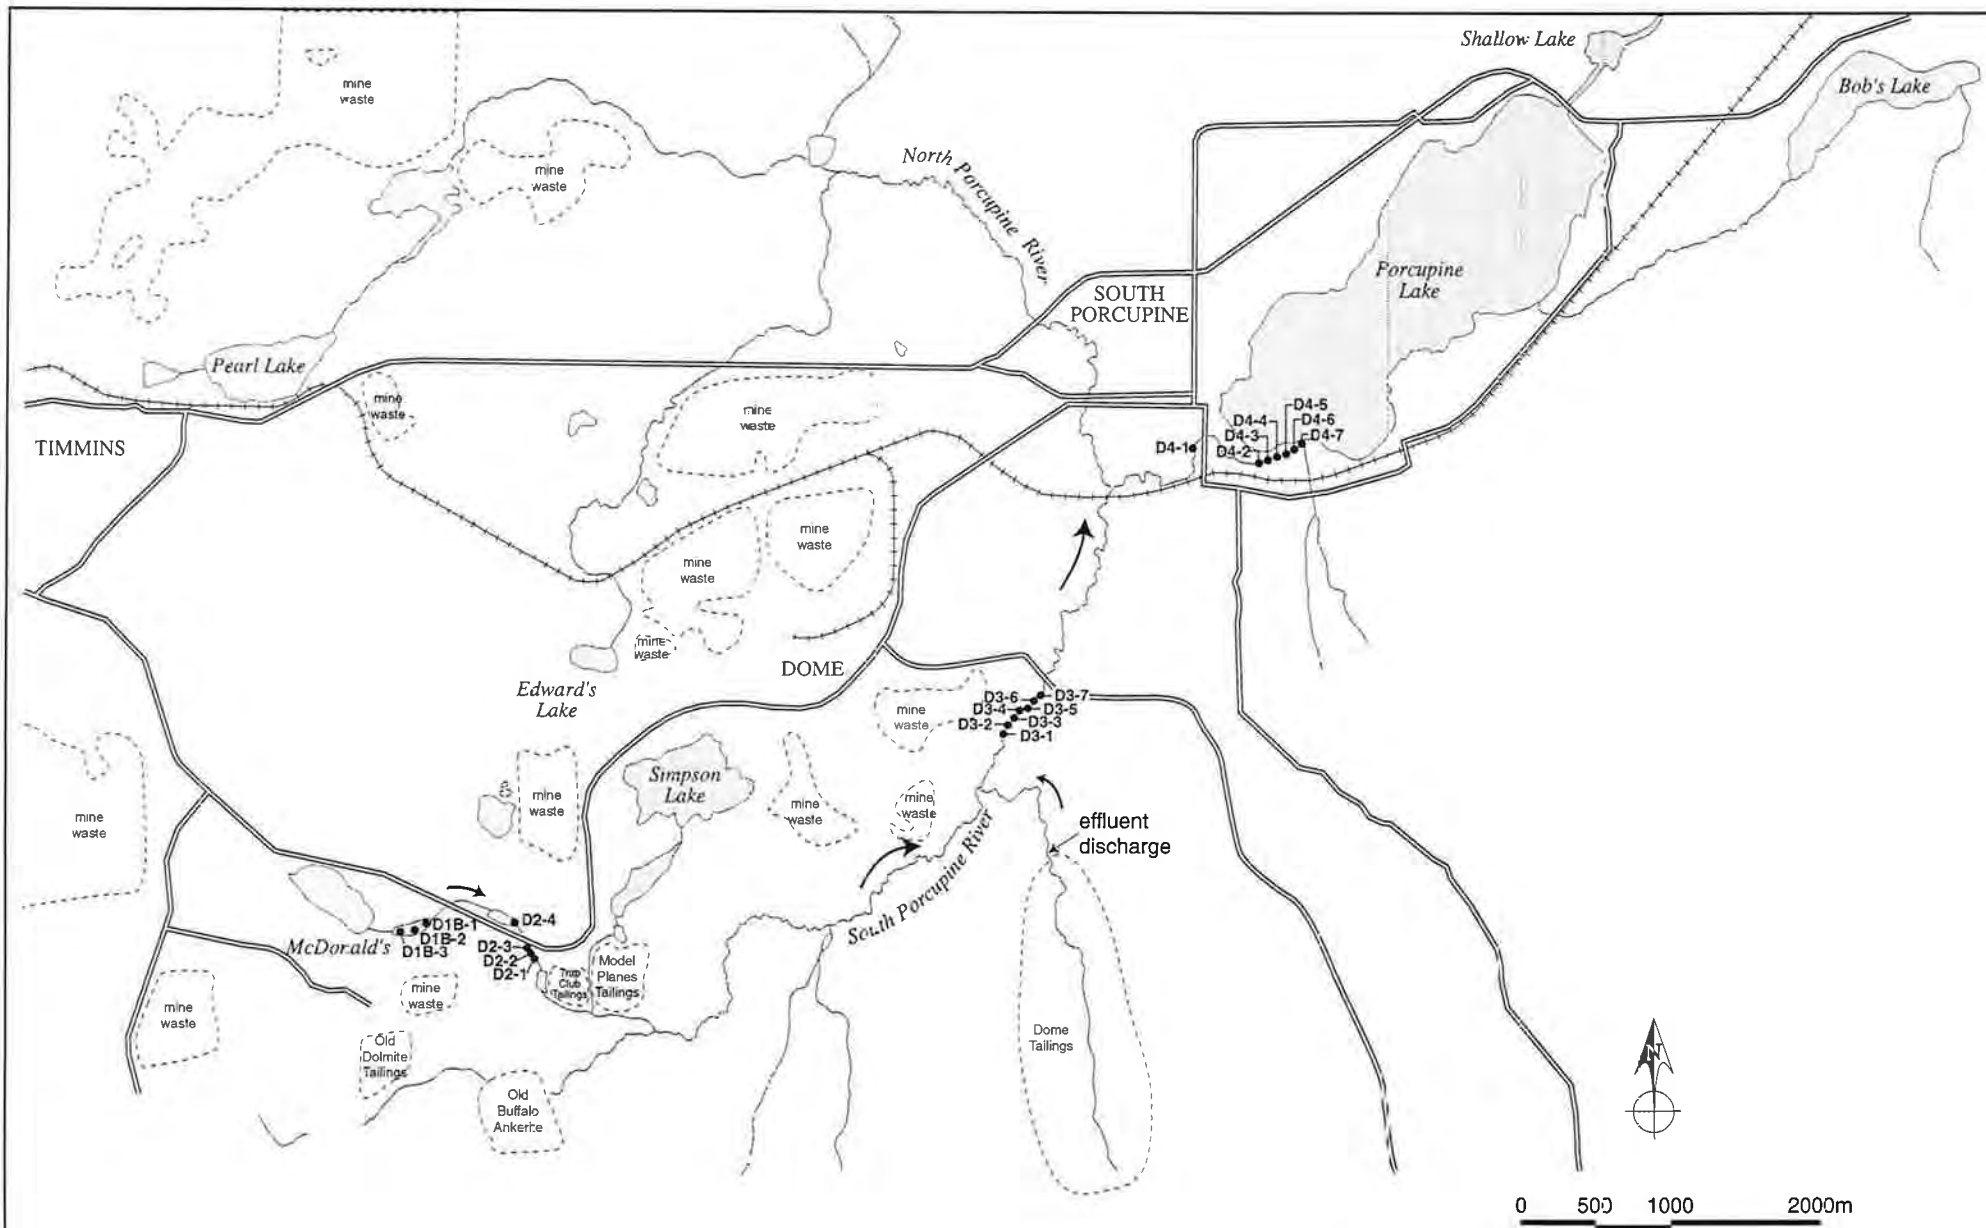 Shallow Lake
mine
waste
Bob's Lake
North
Porcupine
River
mine
waste
Porcupine
Lake
SOUTH
PORCUPINE
Pearl Lake
mine
waste
mine
waste
TIMMINS
D4-5
D4-4
D4-6
D4-3
D4-7
D4-1
D4-2
mine
waste
mine
waste
mine
waste
DOME
Edward's
Lake
D3-6
D3-7
D3-4
D3-5
D3-2
D3-3
D3-1
mine
waste
Simpson
Lake
mine
waste
mine
waste
mine
waste
mine
waste
effluent
discharge
South Porcupine River
D1B-1
D1B-2
D1B-3
McDonald's
D2-4
D2-3
D2-2
D2-1
Model
Planes
Tailings
Trap
Club
Tailings
mine
waste
mine
waste
Old
Dolmite
Tailings
Dome
Tailings
Old
Buffalo
Ankerite
N
0 500 1000 2000m